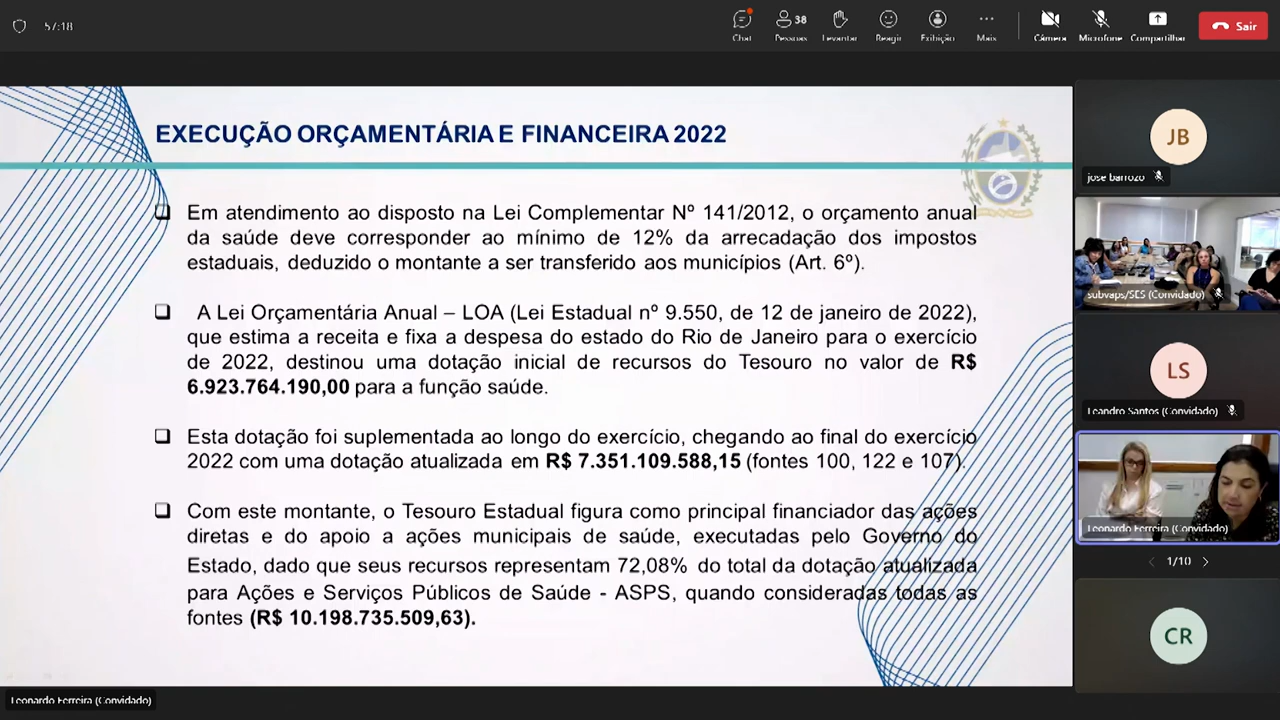 57:18
38
Chat
Pessoas
Levantar
Reagir
Exibição
Mais
Câmera
Microfone
Compartilhar
Sair
EXECUÇÃO ORÇAMENTÁRIA E FINANCEIRA 2022
Em atendimento ao disposto na Lei Complementar Nº 141/2012, o orçamento anual
da saúde deve corresponder ao mínimo de 12% da arrecadação dos impostos
estaduais, deduzido o montante a ser transferido aos municípios (Art. 6º).
A Lei Orçamentária Anual – LOA (Lei Estadual nº 9.550, de 12 de janeiro de 2022),
que estima a receita e fixa a despesa do estado do Rio de Janeiro para o exercício
de 2022, destinou uma dotação inicial de recursos do Tesouro no valor de R$
6.923.764.190,00 para a função saúde.
Esta dotação foi suplementada ao longo do exercício, chegando ao final do exercício
2022 com uma dotação atualizada em R$ 7.351.109.588,15 (fontes 100, 122 e 107).
Com este montante, o Tesouro Estadual figura como principal financiador das ações
diretas e do apoio a ações municipais de saúde, executadas pelo Governo do
Estado, dado que seus recursos representam 72,08% do total da dotação atualizada
para Ações e Serviços Públicos de Saúde - ASPS, quando consideradas todas as
fontes (R$ 10.198.735.509,63).
JB
jose barrozo
subvaps/SES (Convidado)
LS
Leandro Santos (Convidado)
Leonardo Ferreira (Convidado)
1/10
CR
Leonardo Ferreira (Convidado)